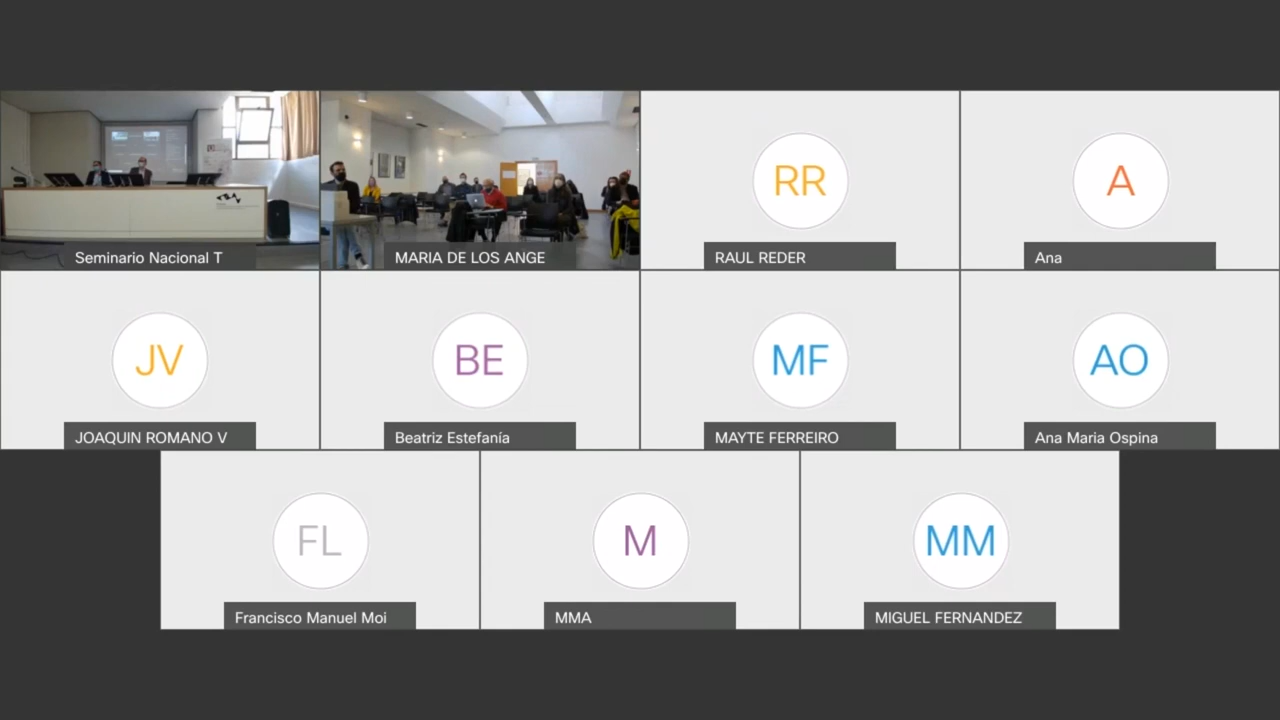 Seminario Nacional T
MARIA DE LOS ANGE
RR
RAUL REDER
A
Ana
JV
JOAQUIN ROMANO V
BE
Beatriz Estefanía
MF
MAYTE FERREIRO
AO
Ana Maria Ospina
FL
Francisco Manuel Moi
M
MMA
MM
MIGUEL FERNANDEZ